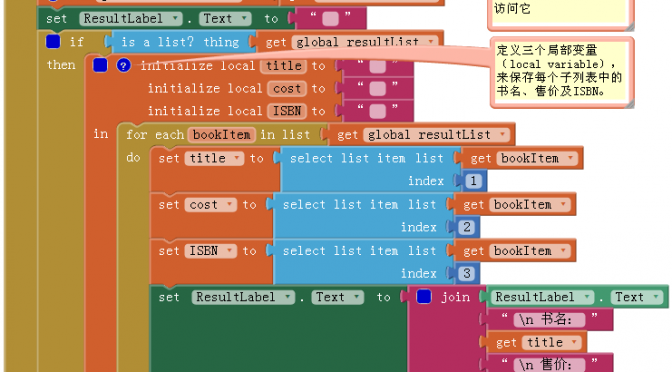 访问它
set ResultLabel . Text to “ ”
if is a list? thing get global resultList
定义三个局部变量
(local variable),
来保存每个子列表中的
书名、售价及ISBN。
then initialize local title to “ ”
initialize local cost to “ ”
initialize local ISBN to “ ”
in for each bookItem in list get global resultList
do set title to select list item list get bookItem
index 1
set cost to select list item list get bookItem
index 2
set ISBN to select list item list get bookItem
index 3
set ResultLabel . Text to join ResultLabel . Text
“ \n 书名: ”
get title
“ \n 售价: ”